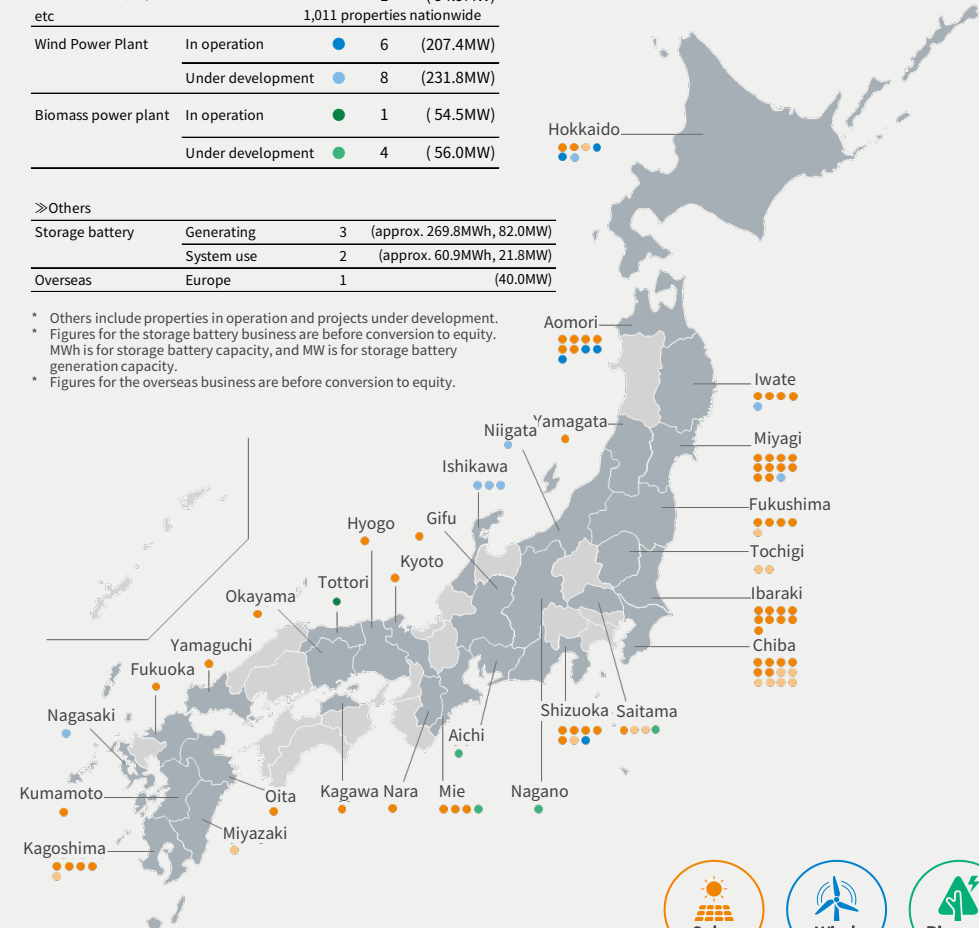 etc
1,011 properties nationwide
Wind Power Plant In operation 6 (207.4MW)
Under development 8 (231.8MW)
Biomass power plant In operation 1 ( 54.5MW)
Under development 4 ( 56.0MW)
≫Others
Storage battery Generating 3 (approx. 269.8MWh, 82.0MW)
System use 2 (approx. 60.9MWh, 21.8MW)
Overseas Europe 1 (40.0MW)
* Others include properties in operation and projects under development.
* Figures for the storage battery business are before conversion to equity.
MWh is for storage battery capacity, and MW is for storage battery
generation capacity.
* Figures for the overseas business are before conversion to equity.
Hokkaido
Aomori
Iwate
Yamagata
Niigata
Miyagi
Ishikawa
Fukushima
Hyogo
Gifu
Tochigi
Kyoto
Tottori
Okayama
Ibaraki
Yamaguchi
Chiba
Fukuoka
Nagasaki
Shizuoka
Saitama
Aichi
Kumamoto
Oita
Kagawa
Nara
Mie
Nagano
Miyazaki
Kagoshima